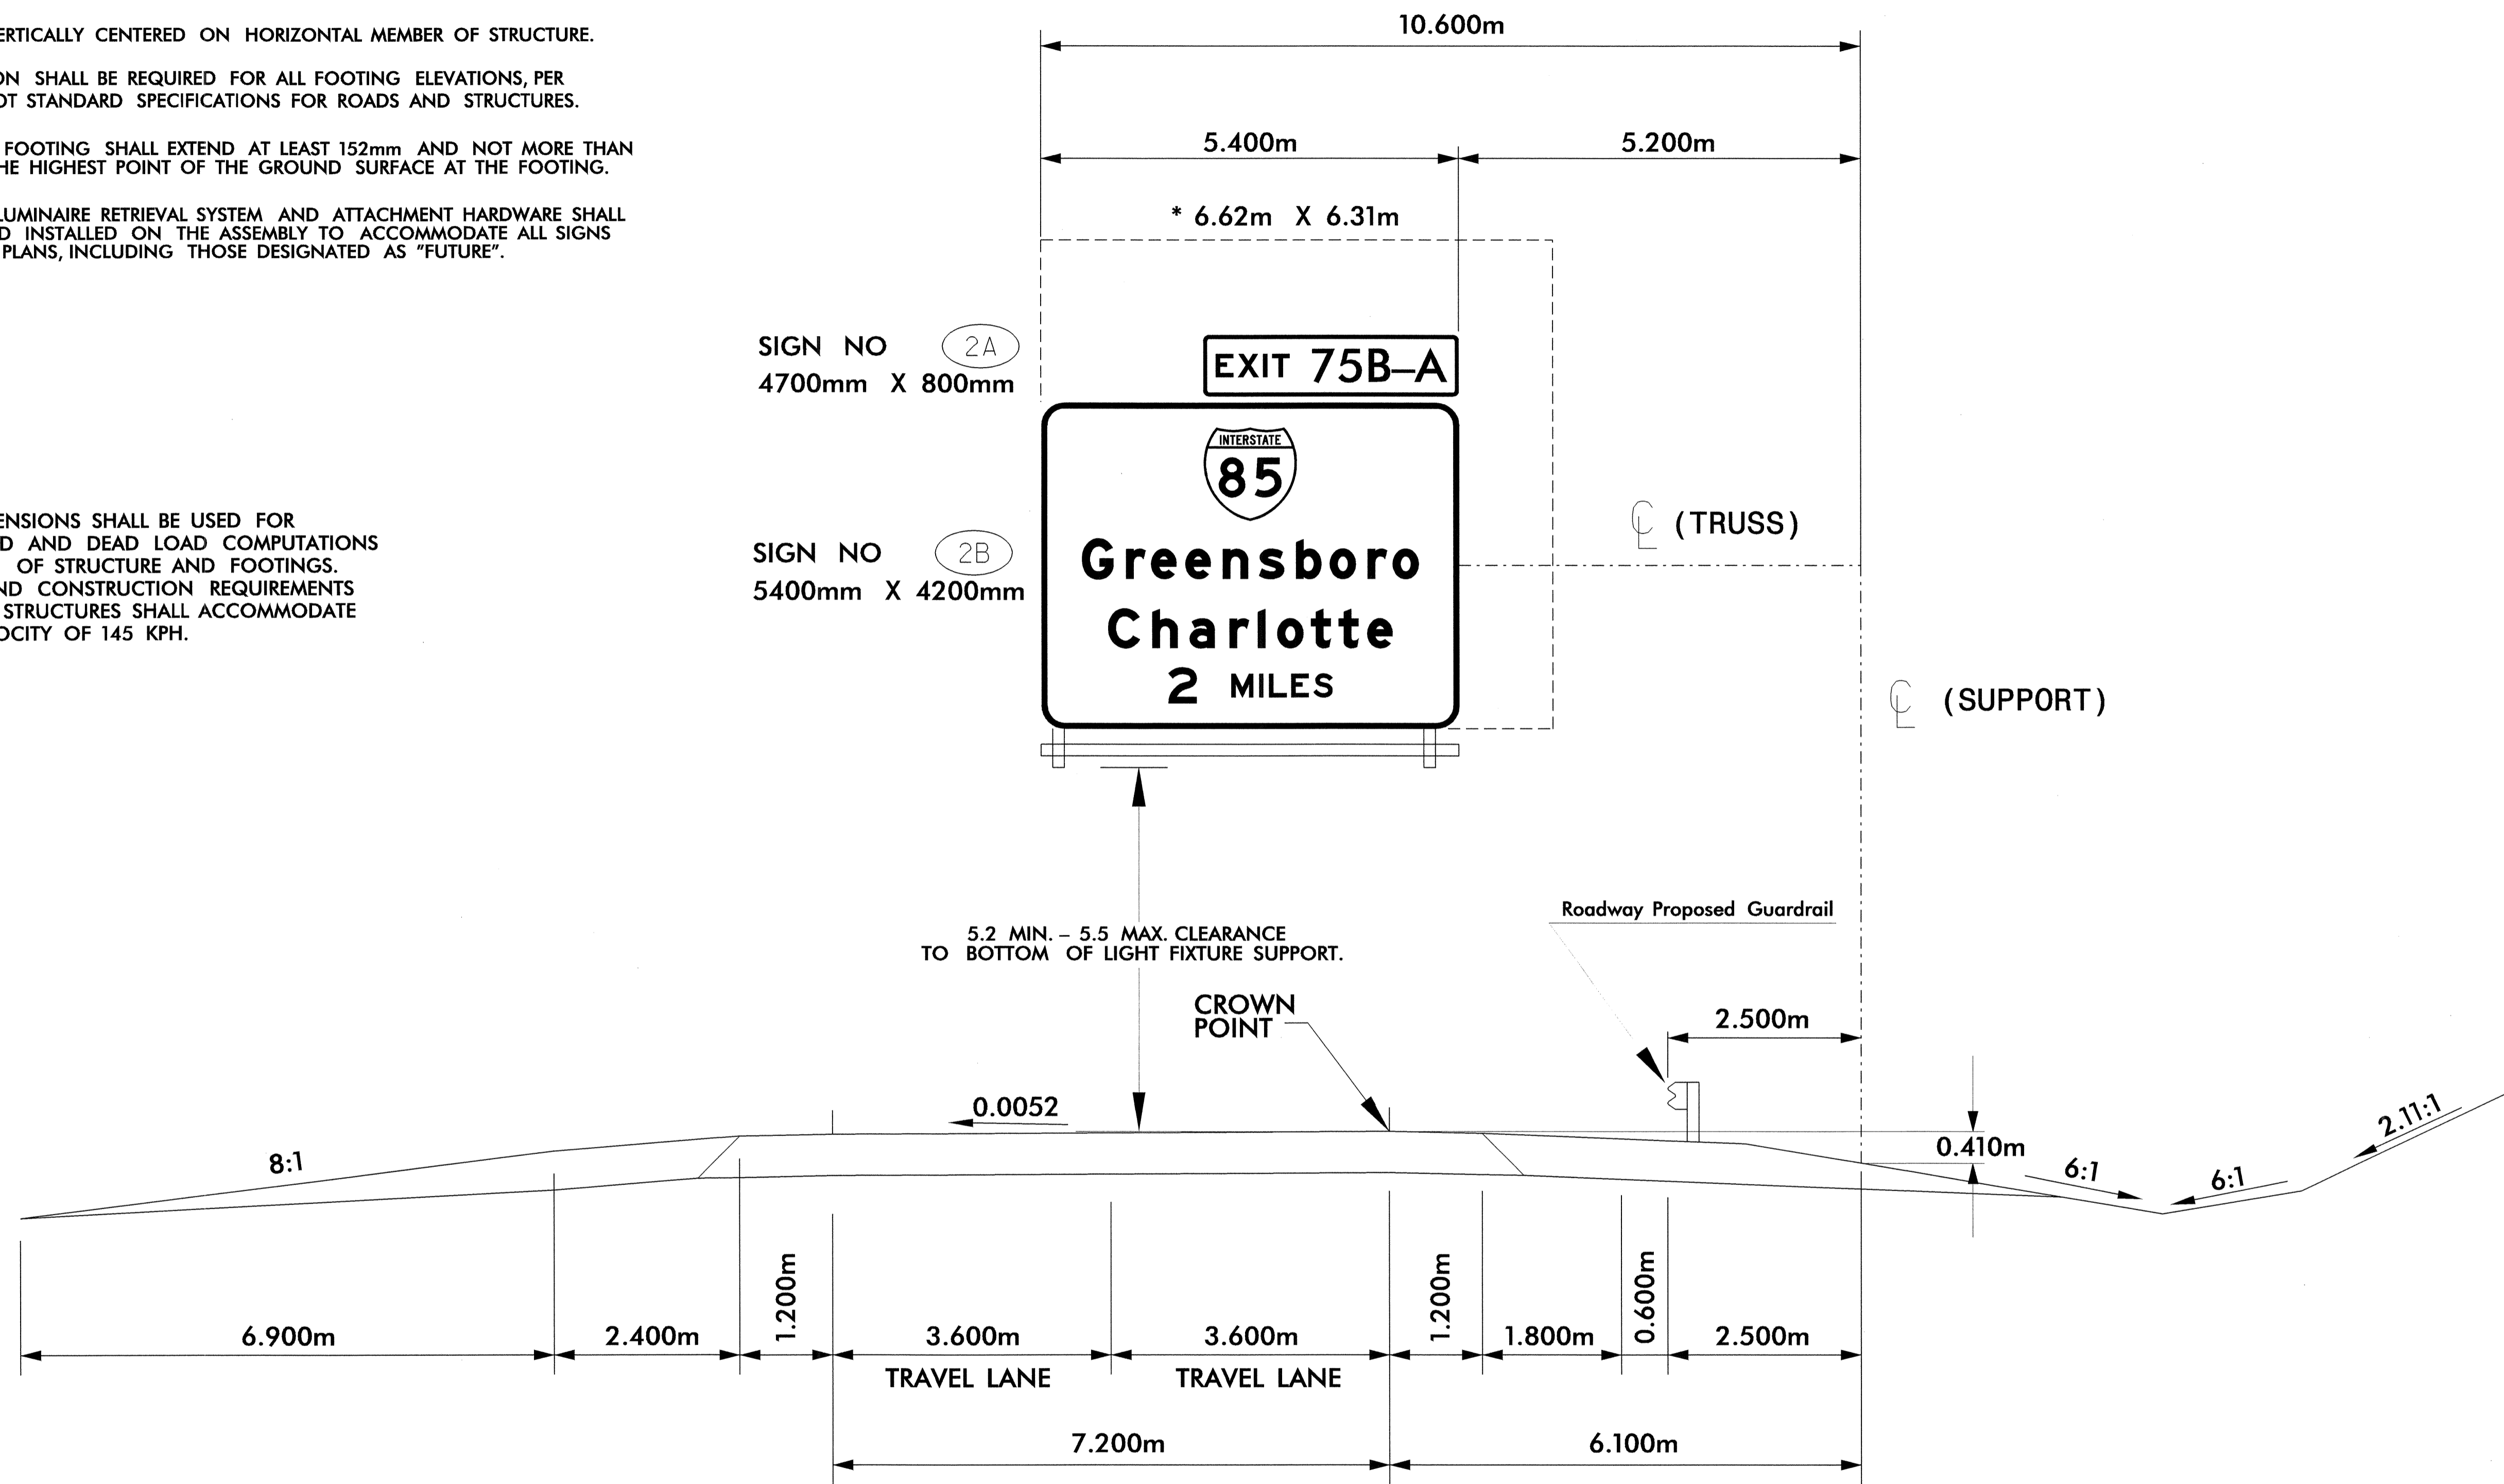 ERTICALLY CENTERED ON HORIZONTAL MEMBER OF STRUCTURE.
ON SHALL BE REQUIRED FOR ALL FOOTING ELEVATIONS, PER
OT STANDARD SPECIFICATIONS FOR ROADS AND STRUCTURES.
FOOTING SHALL EXTEND AT LEAST 152mm AND NOT MORE THAN
HE HIGHEST POINT OF THE GROUND SURFACE AT THE FOOTING.
LUMINAIRE RETRIEVAL SYSTEM AND ATTACHMENT HARDWARE SHALL
D INSTALLED ON THE ASSEMBLY TO ACCOMMODATE ALL SIGNS
PLANS, INCLUDING THOSE DESIGNATED AS "FUTURE".
ENSIONS SHALL BE USED FOR
D AND DEAD LOAD COMPUTATIONS
OF STRUCTURE AND FOOTINGS.
ND CONSTRUCTION REQUIREMENTS
STRUCTURES SHALL ACCOMMODATE
OCITY OF 145 KPH.
10.600m
5.400m
5.200m
* 6.62m X 6.31m
SIGN NO 2A
4700mm X 800mm
EXIT 75B–A
INTERSTATE
85
SIGN NO 2B
5400mm X 4200mm
Greensboro
Charlotte
2 MILES
CL (TRUSS)
CL (SUPPORT)
Roadway Proposed Guardrail
5.2 MIN. – 5.5 MAX. CLEARANCE
TO BOTTOM OF LIGHT FIXTURE SUPPORT.
CROWN
POINT
2.500m
0.0052
8:1
0.410m
6:1
6:1
2.11:1
6.900m
2.400m
1.200m
3.600m
3.600m
1.200m
1.800m
0.600m
2.500m
TRAVEL LANE
TRAVEL LANE
7.200m
6.100m